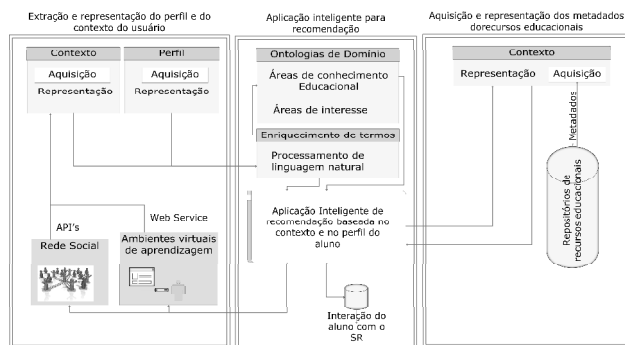 Extração e representação do perfil e do
contexto do usuário
Contexto
Aquisição
Representação
Perfil
Aquisição
Representação
API's
Web Service
Rede Social
Ambientes virtuais
de aprendizagem
Aplicação inteligente para
recomendação
Ontologias de Domínio
Áreas de conhecimento
Educacional
Áreas de interesse
Enriquecimento de termos
Processamento de
linguagem natural
Aplicação Inteligente de
recomendação baseada no
contexto e no perfil do
aluno
Interação do
aluno com o
SR
Aquisição e representação dos metadados
dorecursos educacionais
Contexto
Representação
Aquisição
Metadados
Repositórios de
recursos educacionais